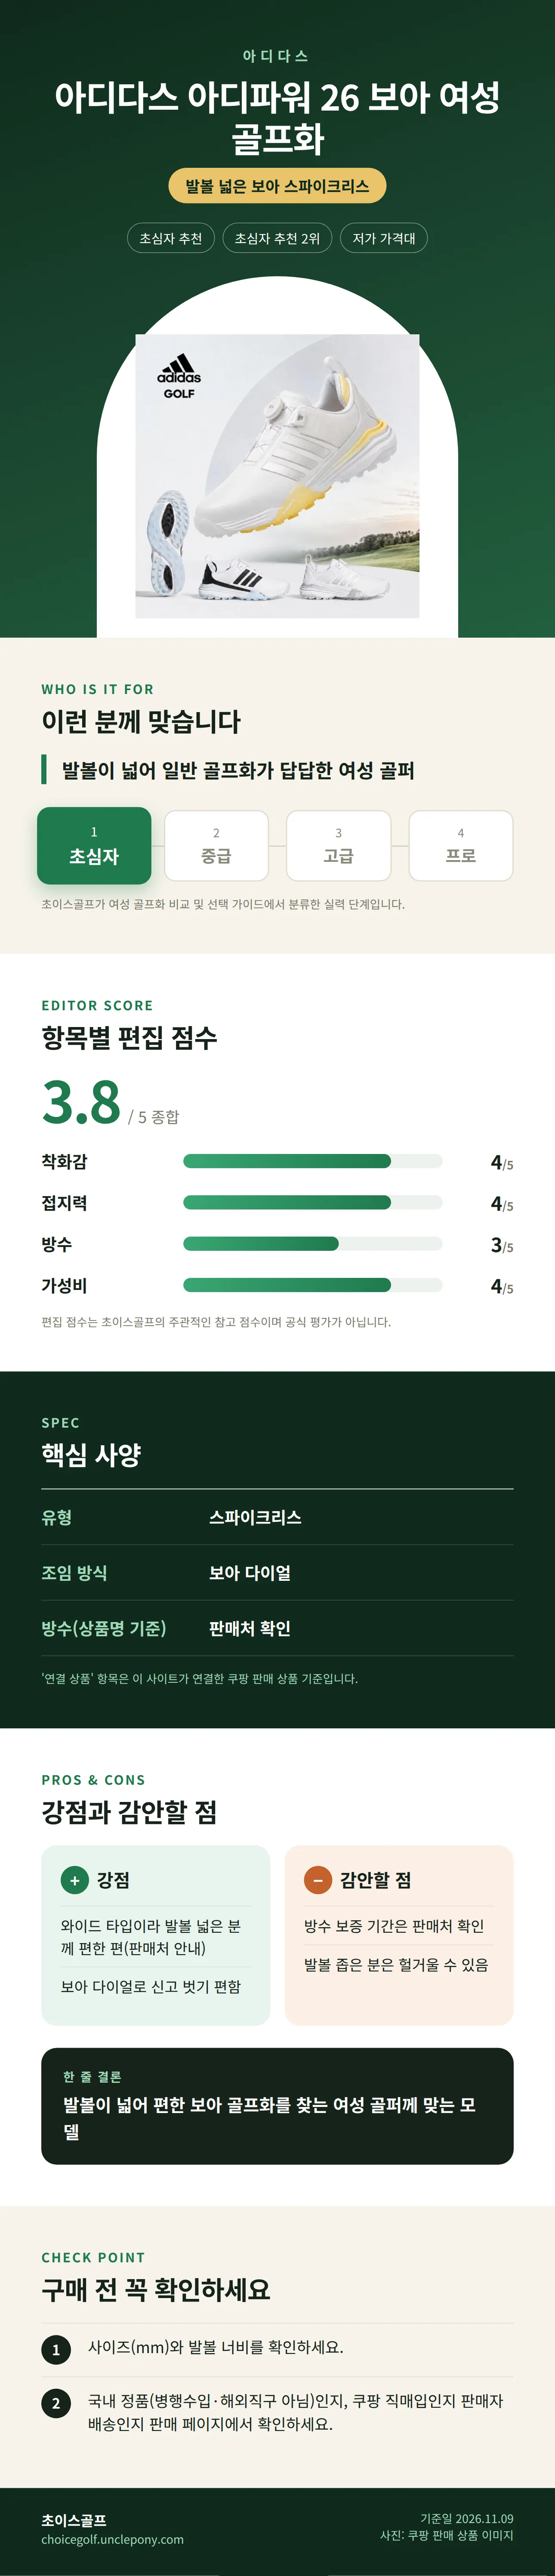 아디다스
아디다스 아디파워 26 보아 여성
골프화
발볼 넓은 보아 스파이크리스
초심자 추천
초심자 추천 2위
저가 가격대
adidas
GOLF
WHO IS IT FOR
이런 분께 맞습니다
발볼이 넓어 일반 골프화가 답답한 여성 골퍼
1
초심자
2
중급
3
고급
4
프로
초이스골프가 여성 골프화 비교 및 선택 가이드에서 분류한 실력 단계입니다.
EDITOR SCORE
항목별 편집 점수
3.8 / 5 종합
착화감 4/5
접지력 4/5
방수 3/5
가성비 4/5
편집 점수는 초이스골프의 주관적인 참고 점수이며 공식 평가가 아닙니다.
SPEC
핵심 사양
유형 스파이크리스
조임 방식 보아 다이얼
방수(상품명 기준) 판매처 확인
'연결 상품' 항목은 이 사이트가 연결한 쿠팡 판매 상품 기준입니다.
PROS & CONS
강점과 감안할 점
+ 강점
와이드 타입이라 발볼 넓은 분
께 편한 편(판매처 안내)
보아 다이얼로 신고 벗기 편함
− 감안할 점
방수 보증 기간은 판매처 확인
발볼 좁은 분은 헐거울 수 있음
한 줄 결론
발볼이 넓어 편한 보아 골프화를 찾는 여성 골퍼께 맞는 모
델
CHECK POINT
구매 전 꼭 확인하세요
1 사이즈(mm)와 발볼 너비를 확인하세요.
2 국내 정품(병행수입·해외직구 아님)인지, 쿠팡 직매입인지 판매자
배송인지 판매 페이지에서 확인하세요.
초이스골프
choicegolf.unclepony.com
기준일 2026.11.09
사진: 쿠팡 판매 상품 이미지